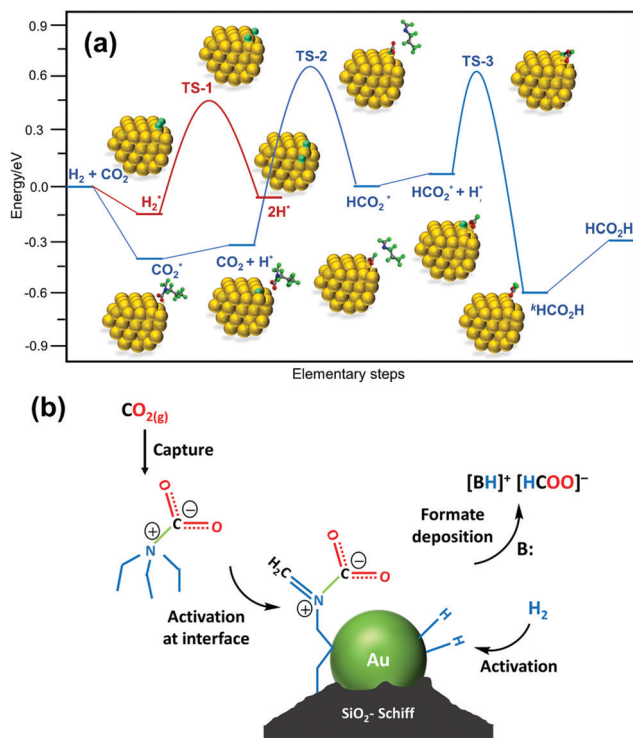 (a)
Energy/eV
0.9
0.6
0.3
0.0
-0.3
-0.6
-0.9
TS-1
TS-2
TS-3
H2 + CO2
H2*
2H*
CO2*
CO2 + H*
HCO2*
HCO2* + H*
ᵏHCO2H
HCO2H
Elementary steps
(b)
CO2(g)
Capture
C
O
O
−
+
N
Activation
at interface
H2C
N
+
C
−
O
O
H
H
Au
SiO2- Schiff
H2
Activation
Formate
deposition
B:
[BH]+ [HCOO]−